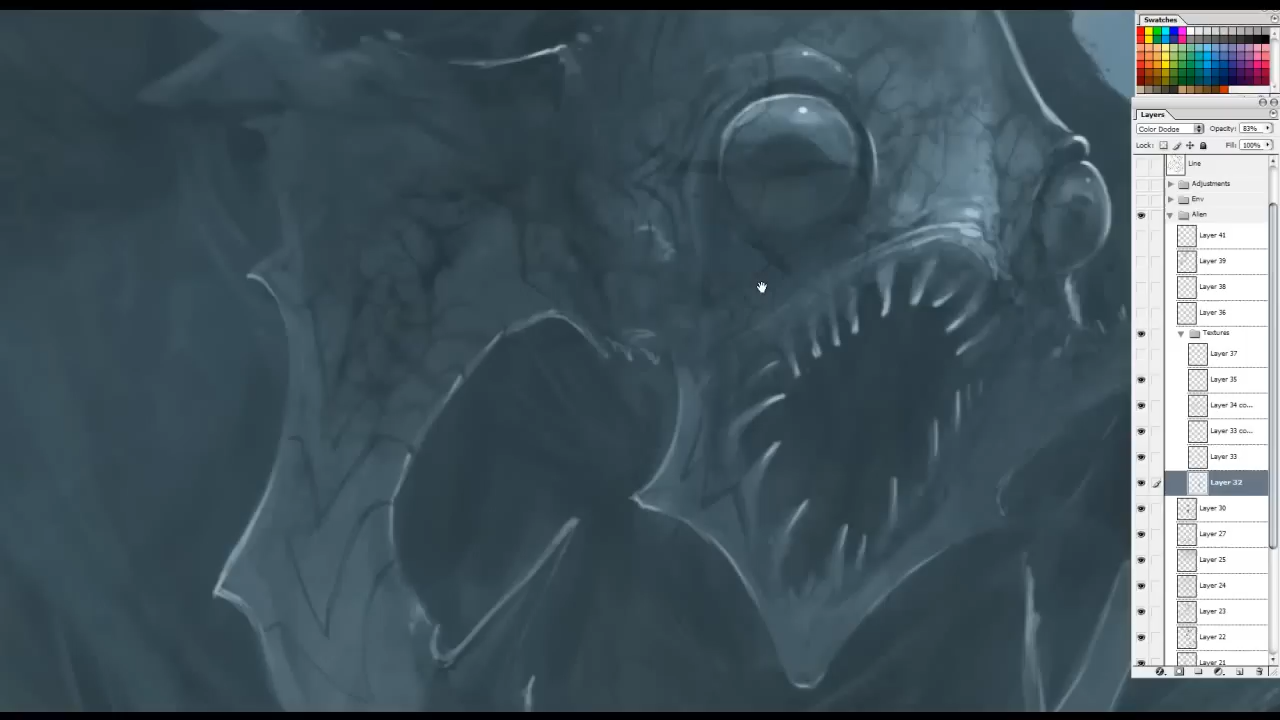 Swatches
Layers
Color Dodge Opacity: 83%
Lock: Fill: 100%
Line
Adjustments
Env
Alien
Layer 41
Layer 39
Layer 38
Layer 36
Textures
Layer 37
Layer 35
Layer 34 co...
Layer 33 co...
Layer 33
Layer 32
Layer 30
Layer 27
Layer 25
Layer 24
Layer 23
Layer 22
Layer 21